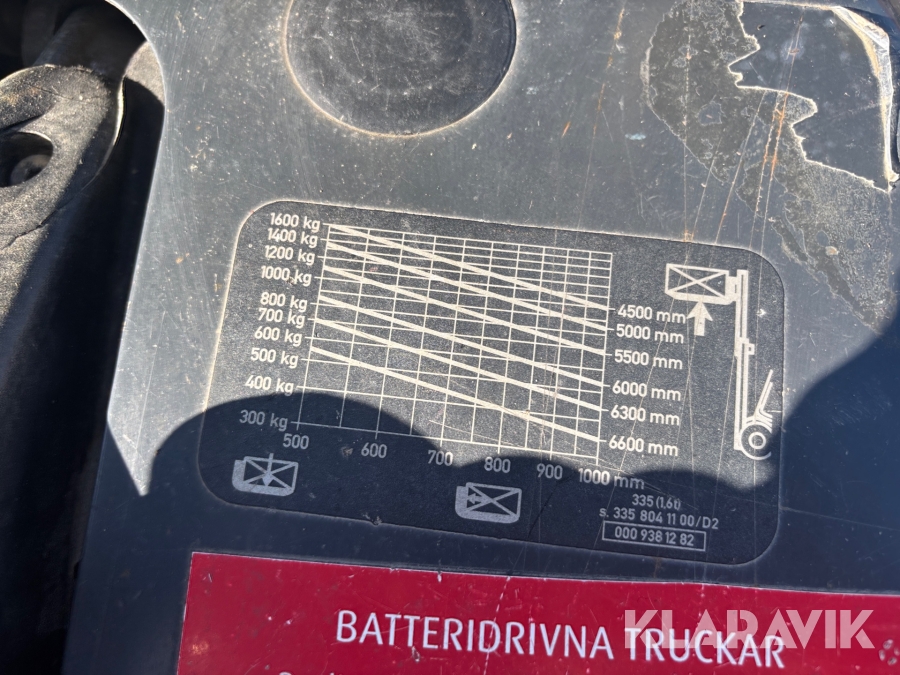 1600 kg
1400 kg
1200 kg
1000 kg
800 kg
700 kg
600 kg
500 kg
400 kg
300 kg
500
600
700
800
900
1000 mm
4500 mm
5000 mm
5500 mm
6000 mm
6300 mm
6600 mm
335 (1,6t)
s. 335 804 11 00/D2
000 938 12 82
BATTERIDRIVNA TRUCKAR
KLARAVIK